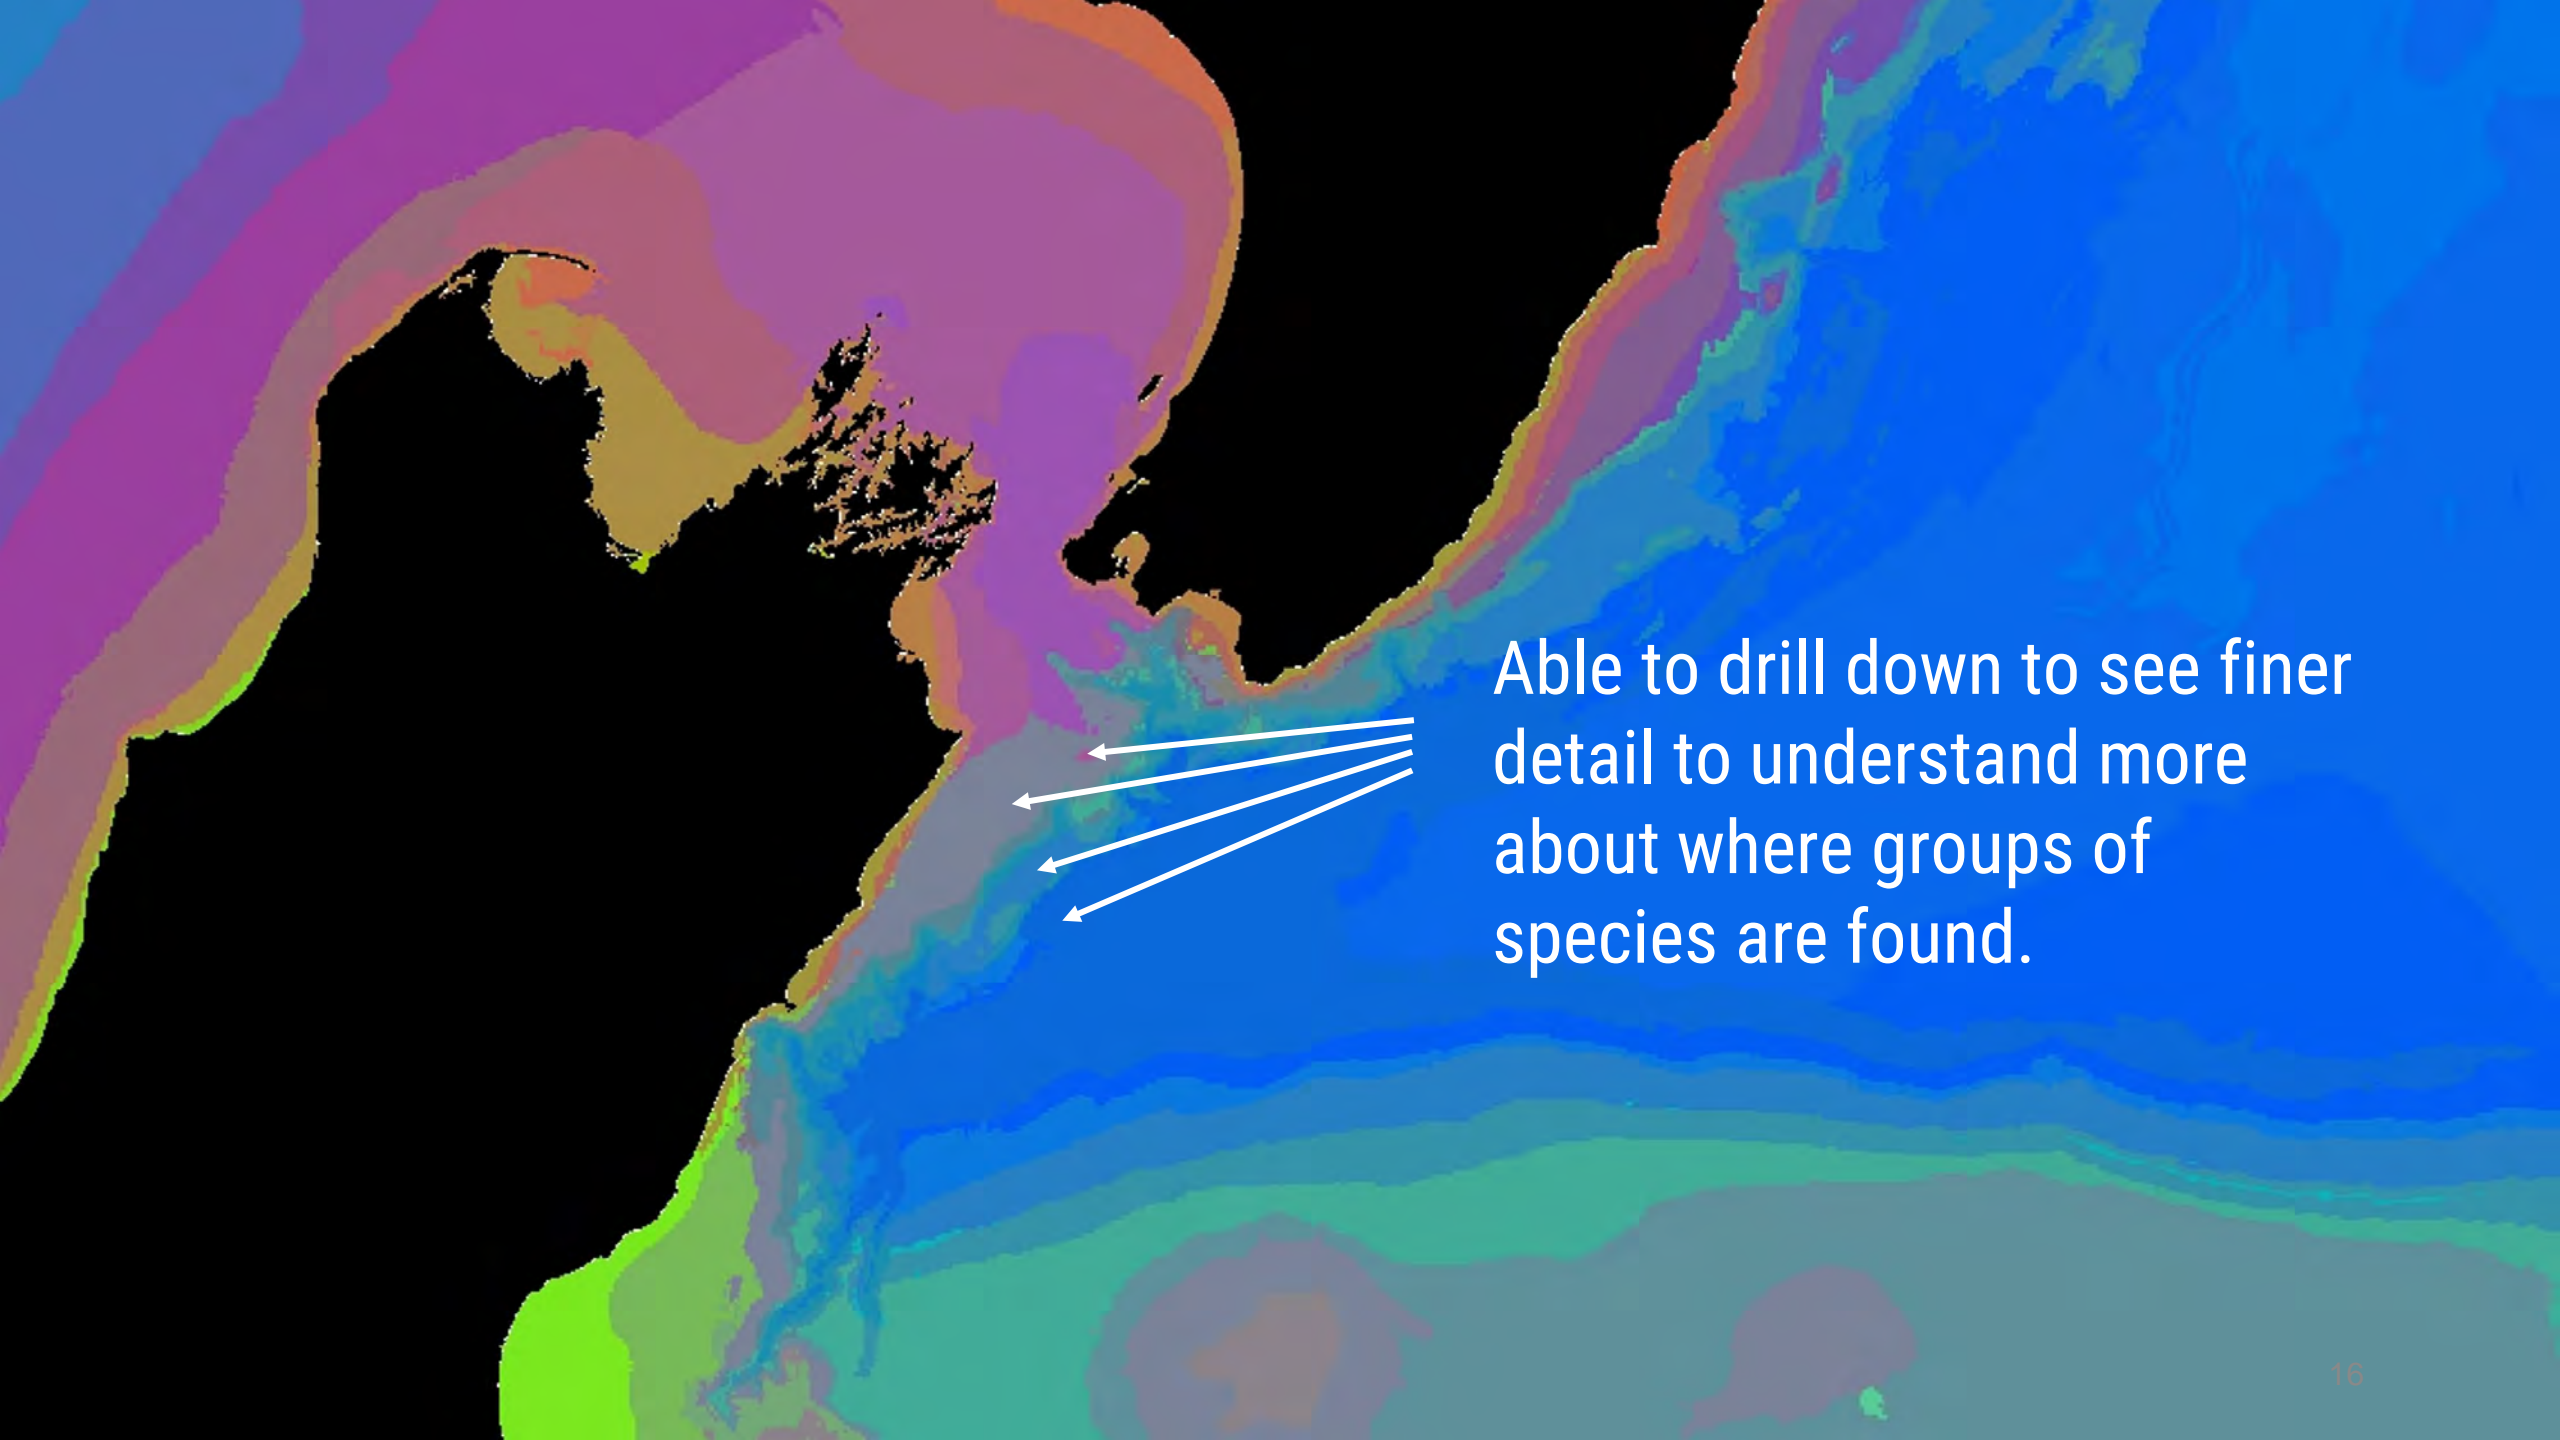 Able to drill down to see finer
detail to understand more
about where groups of
species are found.
16